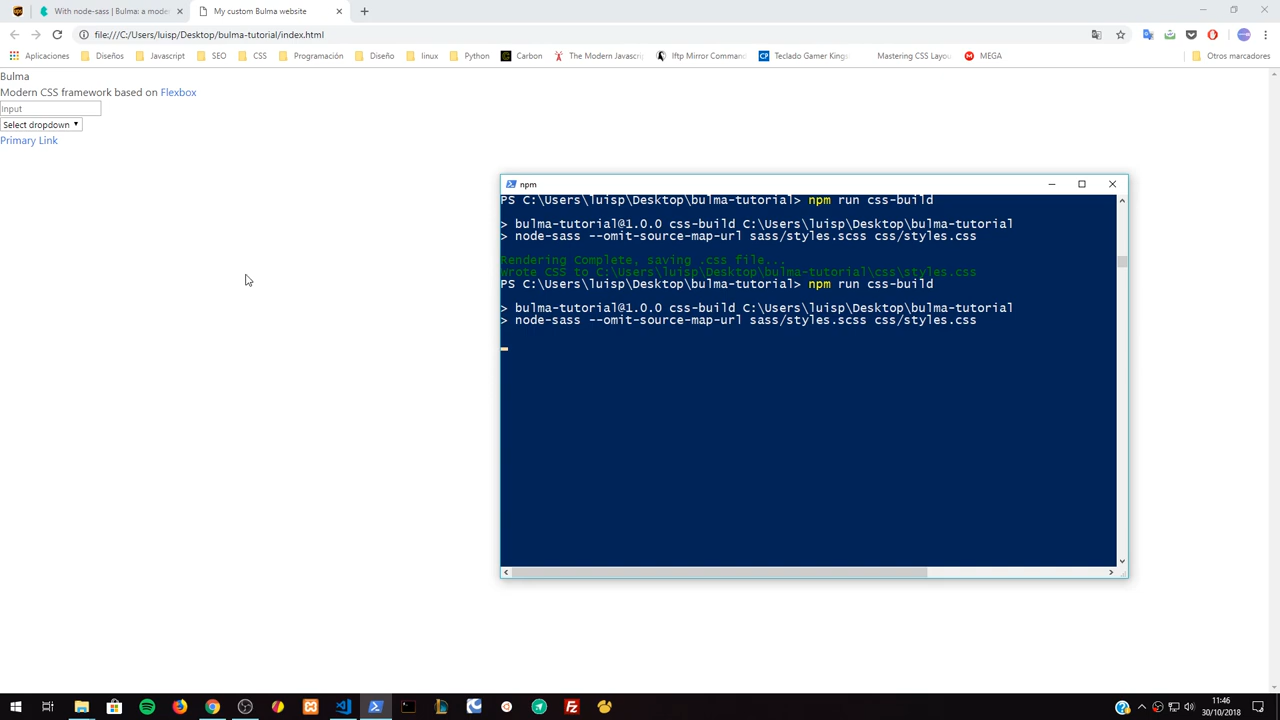 With node-sass | Bulma: a moder
My custom Bulma website
file:///C:/Users/luisp/Desktop/bulma-tutorial/index.html
Aplicaciones
Diseños
Javascript
SEO
CSS
Programación
Diseño
linux
Python
Carbon
The Modern Javascri
lftp Mirror Comman
Teclado Gamer Kings
Mastering CSS Layou
MEGA
Otros marcadores
Bulma
Modern CSS framework based on Flexbox
Input
Select dropdown
Primary Link
npm
PS C:\Users\luisp\Desktop\bulma-tutorial> npm run css-build
> bulma-tutorial@1.0.0 css-build C:\Users\luisp\Desktop\bulma-tutorial
> node-sass --omit-source-map-url sass/styles.scss css/styles.css
Rendering Complete, saving .css file...
Wrote CSS to C:\Users\luisp\Desktop\bulma-tutorial\css\styles.css
PS C:\Users\luisp\Desktop\bulma-tutorial> npm run css-build
> bulma-tutorial@1.0.0 css-build C:\Users\luisp\Desktop\bulma-tutorial
> node-sass --omit-source-map-url sass/styles.scss css/styles.css
11:46
30/10/2018